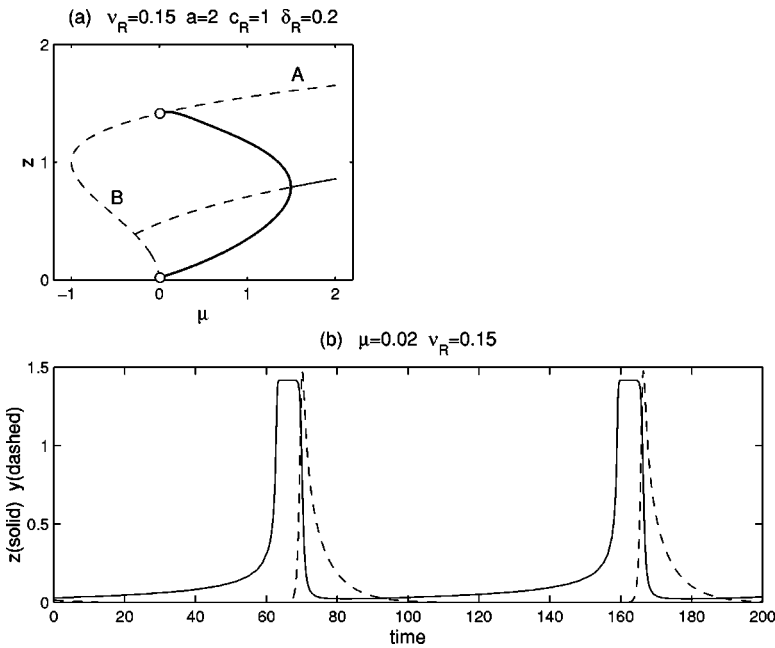 (a) ν_R=0.15 a=2 c_R=1 δ_R=0.2
2
A
z
1
B
0
−1 0 1 2
μ
(b) μ=0.02 ν_R=0.15
1.5
1
0.5
0
z(solid) y(dashed)
0 20 40 60 80 100 120 140 160 180 200
time